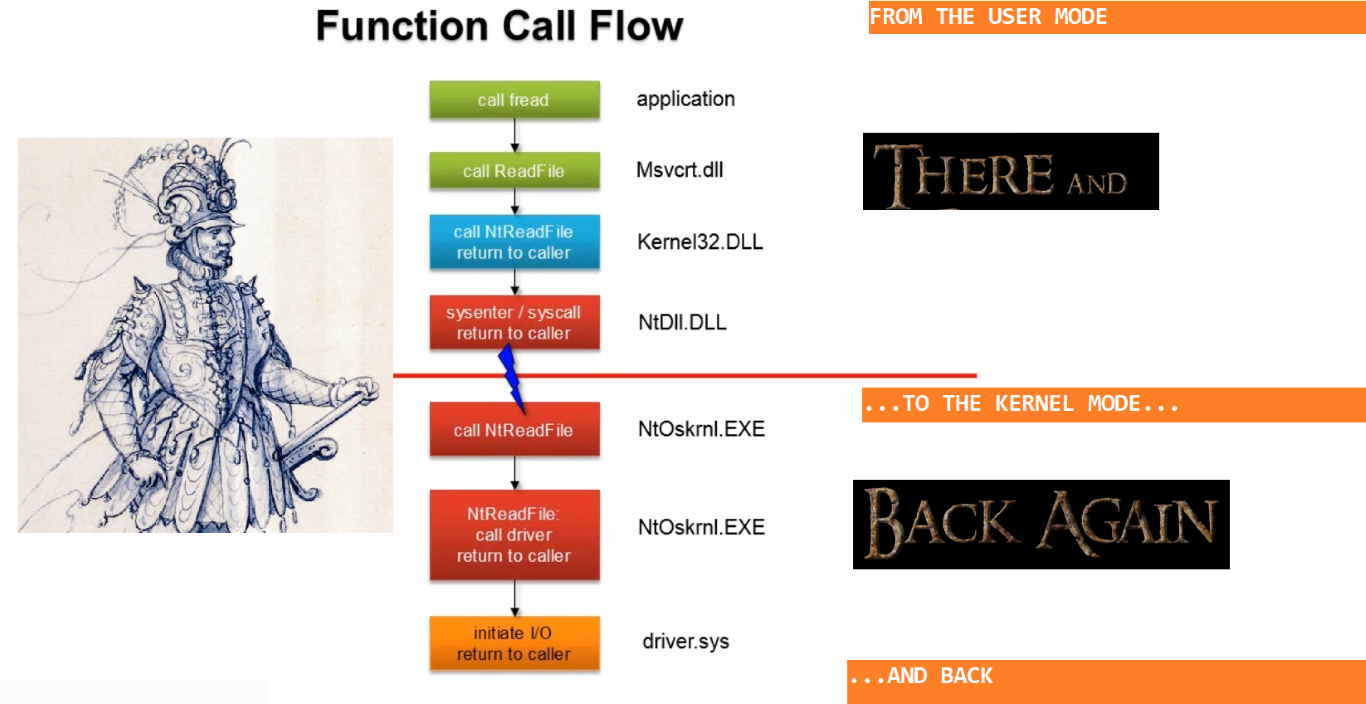 Function Call Flow
FROM THE USER MODE
call fread
application
call ReadFile
Msvcrt.dll
THERE AND
call NtReadFile
return to caller
Kernel32.DLL
sysenter / syscall
return to caller
NtDll.DLL
...TO THE KERNEL MODE...
call NtReadFile
NtOskrnl.EXE
BACK AGAIN
NtReadFile:
call driver
return to caller
NtOskrnl.EXE
initiate I/O
return to caller
driver.sys
...AND BACK